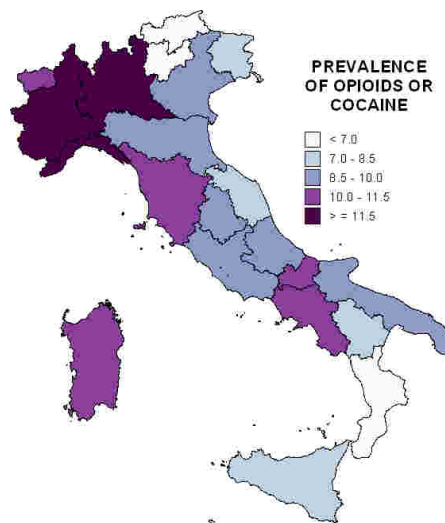 PREVALENCE
OF OPIOIDS OR
COCAINE
< 7.0
7.0 - 8.5
8.5 - 10.0
10.0 - 11.5
> = 11.5